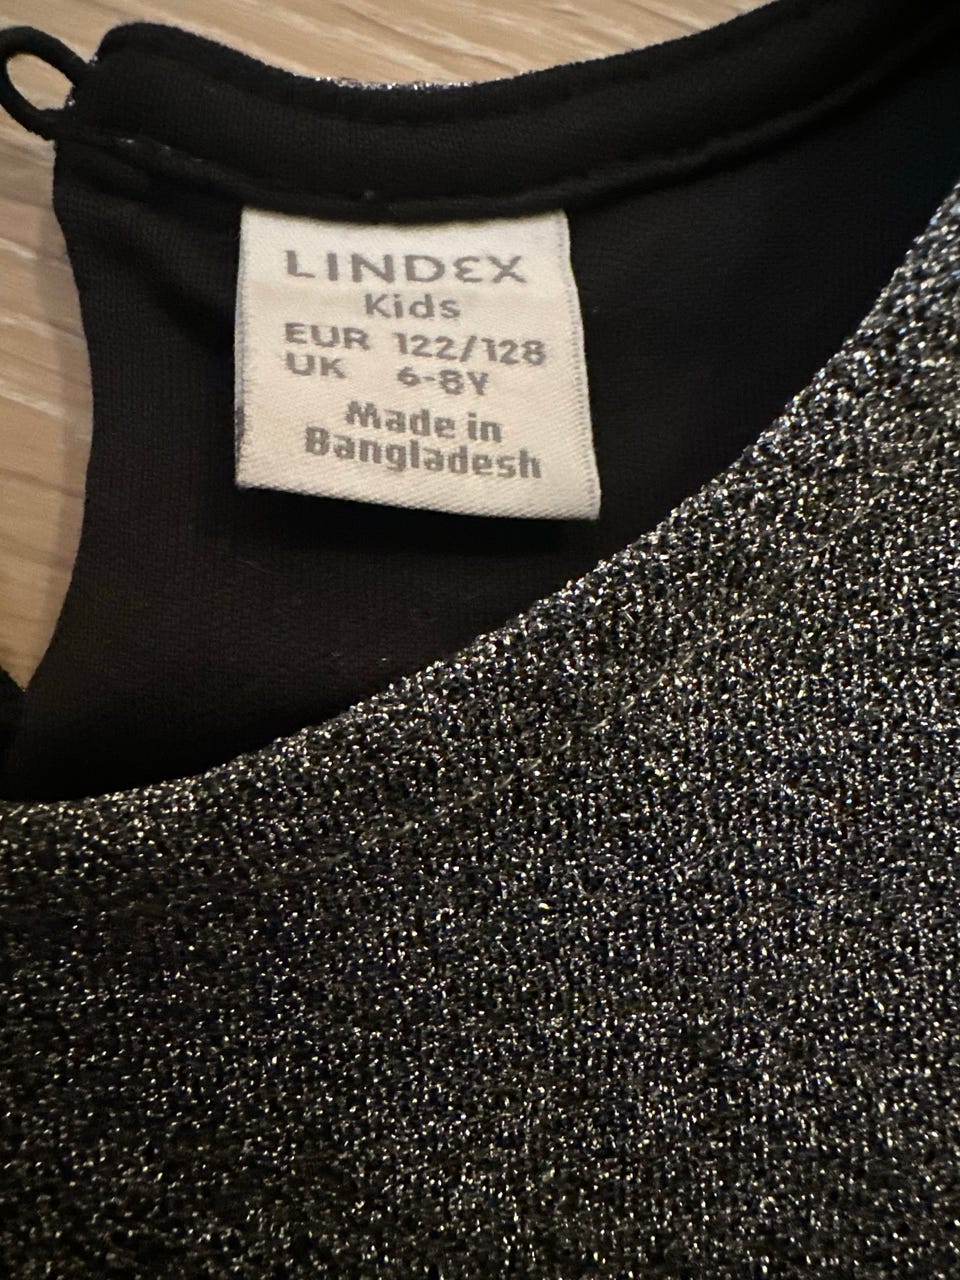 LINDEX
Kids
EUR 122/128
UK 6-8Y
Made in
Bangladesh